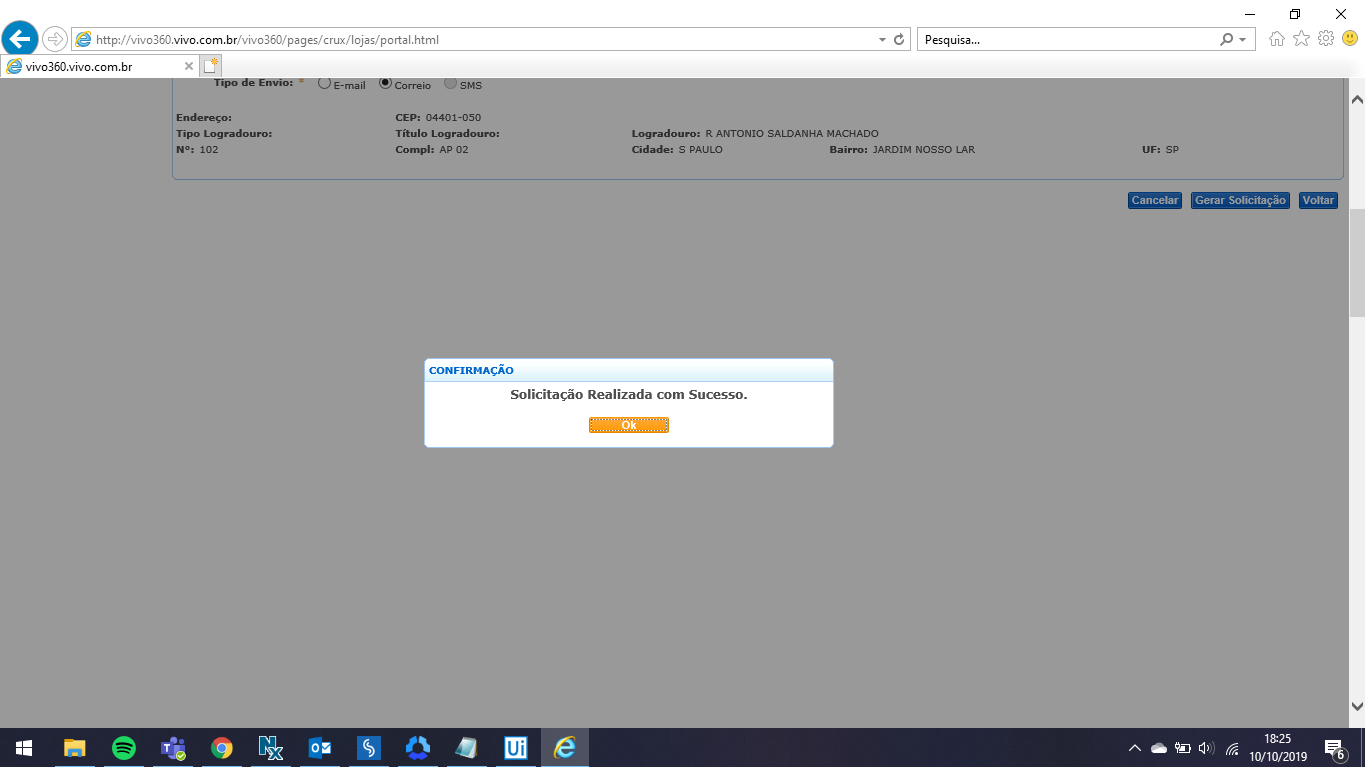 http://vivo360.vivo.com.br/vivo360/pages/crux/lojas/portal.html
Pesquisa...
vivo360.vivo.com.br
Tipo de Envio: * E-mail Correio SMS
Endereço: CEP: 04401-050
Tipo Logradouro: Título Logradouro: Logradouro: R ANTONIO SALDANHA MACHADO
N°: 102 Compl: AP 02 Cidade: S PAULO Bairro: JARDIM NOSSO LAR UF: SP
Cancelar Gerar Solicitação Voltar
CONFIRMAÇÃO
Solicitação Realizada com Sucesso.
Ok
Ui
18:25
10/10/2019
6